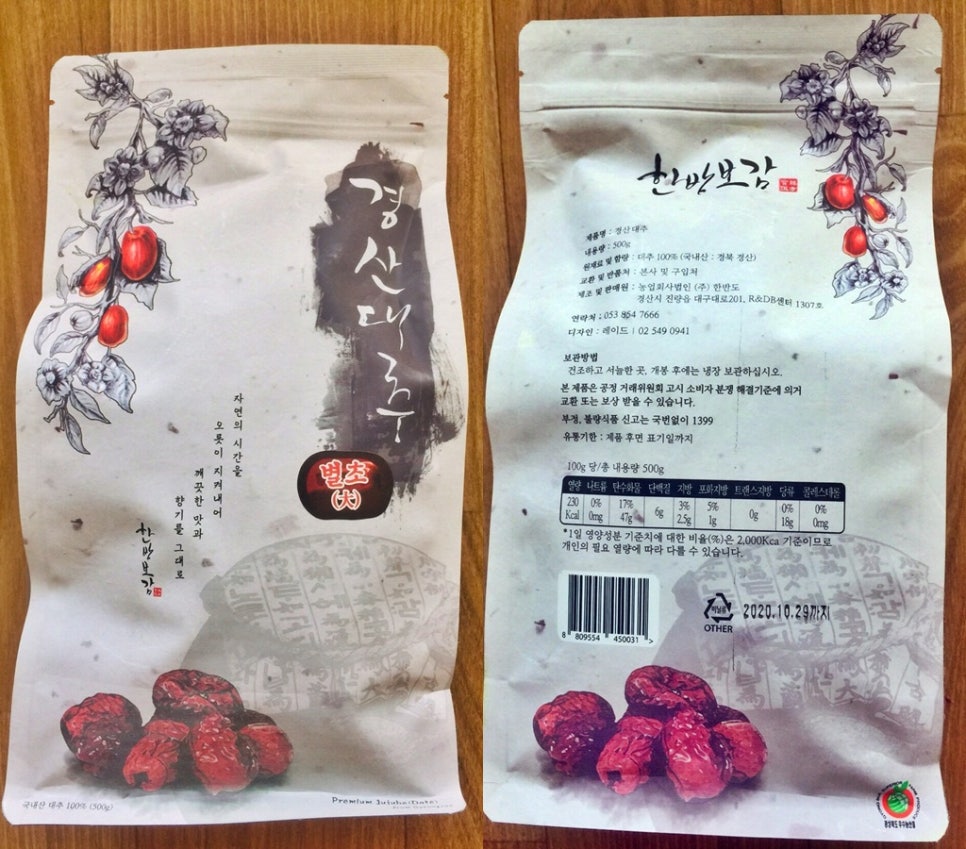 경산대추
별초
(大)
자연의 시간을
오롯이 지켜내어
깨끗한 맛과
향기를 그대로
한반보감
국내산 대추 100% (500g)
Premium Jujube(Date)
한반보감
제품명 : 경산 대추
내용량 : 500g
원재료 및 함량 : 대추 100% (국내산 : 경북 경산)
교환 및 반품처 : 본사 및 구입처
제조 및 판매원 : 농업회사법인 (주) 한반도
경산시 진량읍 대구대로201, R&DB센터 1307호
연락처 : 053 854 7666
디자인 : 레이드 | 02 549 0941
보관방법
건조하고 서늘한 곳, 개봉 후에는 냉장 보관하십시오.
본 제품은 공정 거래위원회 고시 소비자 분쟁 해결기준에 의거
교환 또는 보상 받을 수 있습니다.
부정, 불량식품 신고는 국번없이 1399
유통기한 : 제품 후면 표기일까지
100g 당/총 내용량 500g
열량 나트륨 탄수화물 단백질 지방 포화지방 트랜스지방 당류 콜레스테롤
230 0% 17% 6g 3% 5% 0g 0% 0%
Kcal 0mg 47g 2.5g 1g 18g 0mg
*1일 영양성분 기준치에 대한 비율(%)은 2,000Kca 기준이므로
개인의 필요 열량에 따라 다를 수 있습니다.
8 809554 450031 >
비닐류
OTHER
2020.10.29까지
경상북도 우수농산물